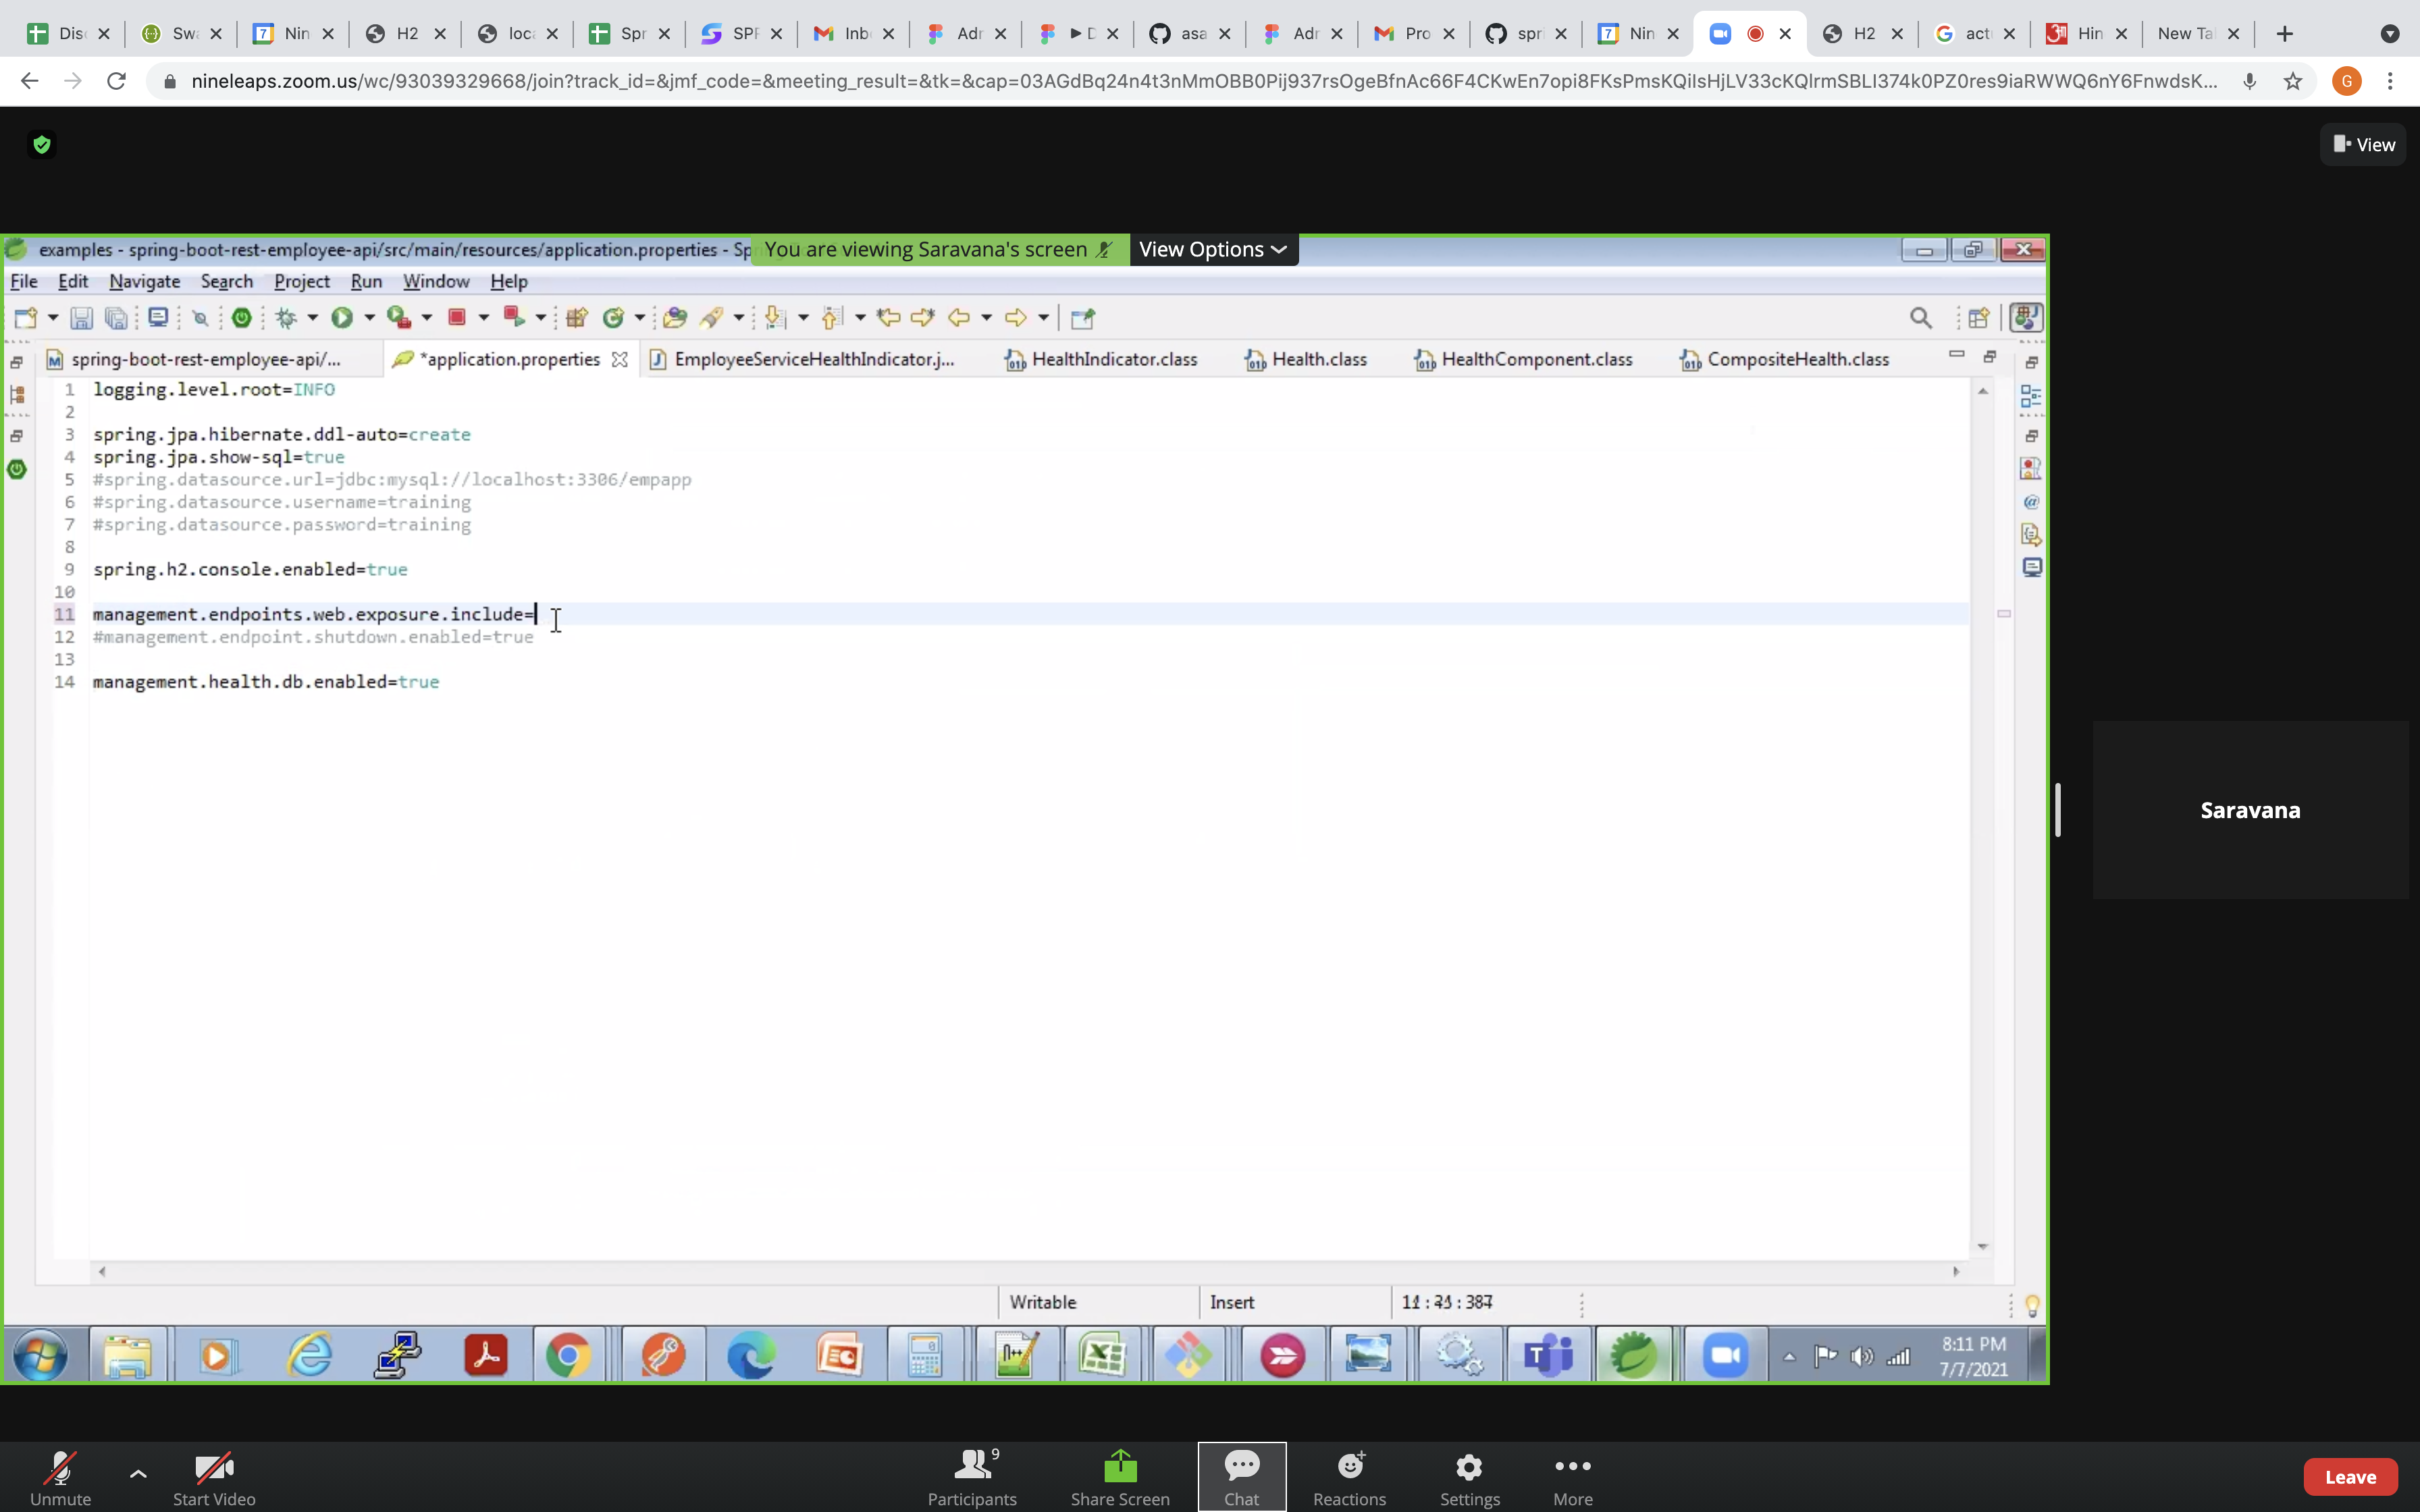 Dis
Swa
Nin
H2
loca
Spr
SPR
Inb
Adr
D
asa
Adr
Pro
spri
Nin
H2
act
Hin
New Ta
nineleaps.zoom.us/wc/93039329668/join?track_id=&jmf_code=&meeting_result=&tk=&cap=
G
View
examples - spring-boot-rest-employee-api/src/main/resources/application.properties - Sp
You are viewing Saravana's screen
View Options
File Edit Navigate Search Project Run Window Help
spring-boot-rest-employee-api/...
*application.properties
EmployeeServiceHealthIndicator.j...
HealthIndicator.class
Health.class
HealthComponent.class
CompositeHealth.class
1 logging.level.root=INFO
2
3 spring.jpa.hibernate.ddl-auto=create
4 spring.jpa.show-sql=true
5 #spring.datasource.url=jdbc:mysql://localhost:3306/empapp
6 #spring.datasource.username=training
7 #spring.datasource.password=training
8
9 spring.h2.console.enabled=true
10
11 management.endpoints.web.exposure.include=
12 #management.endpoint.shutdown.enabled=true
13
14 management.health.db.enabled=true
Saravana
Writable Insert
8:11 PM
7/7/2021
Unmute
Start Video
9
Participants
Share Screen
Chat
Reactions
Settings
More
Leave